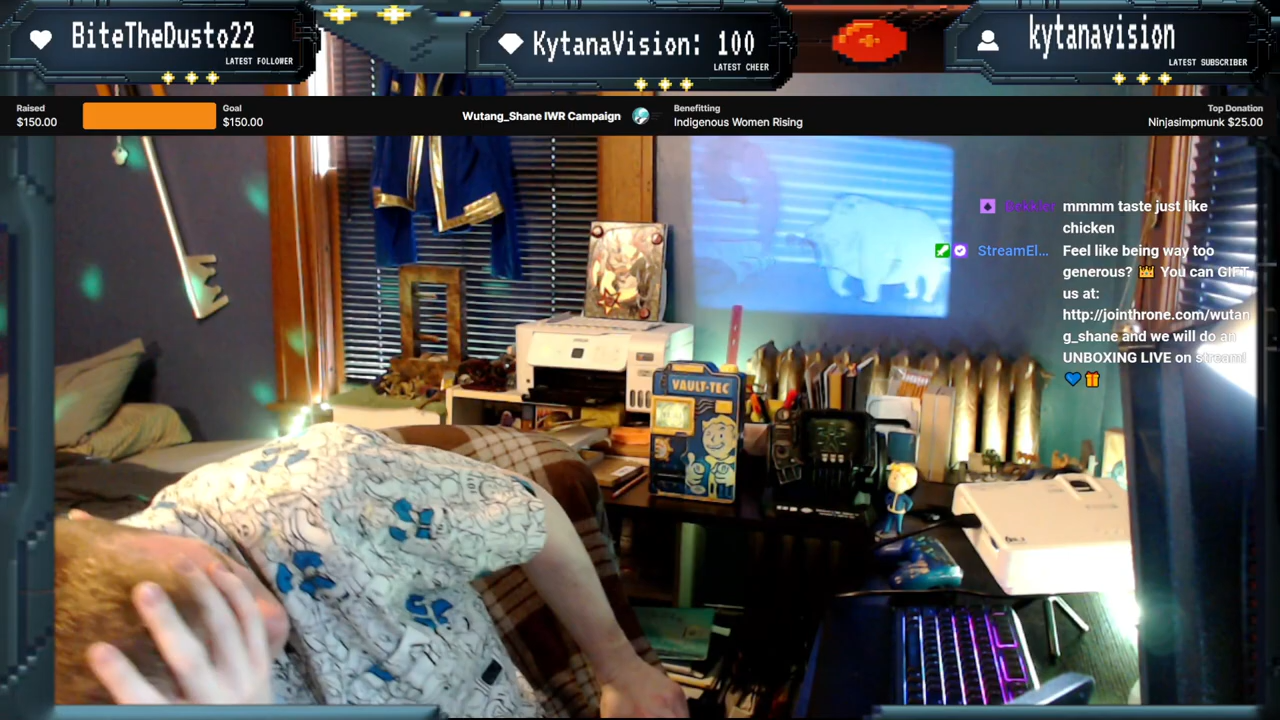 BiteTheDusto22
LATEST FOLLOWER
KytanaVision: 100
LATEST CHEER
kytanavision
LATEST SUBSCRIBER
Raised
$150.00
Goal
$150.00
Wutang_Shane IWR Campaign
Benefitting
Indigenous Women Rising
Top Donation
Ninjasimpmunk $25.00
mmmm taste just like
chicken
StreamEl... Feel like being way too
generous? 👑 You can GIFT
us at:
http://jointhrone.com/wutan
g_shane and we will do an
UNBOXING LIVE on stream!
💙🎁
VAULT-TEC